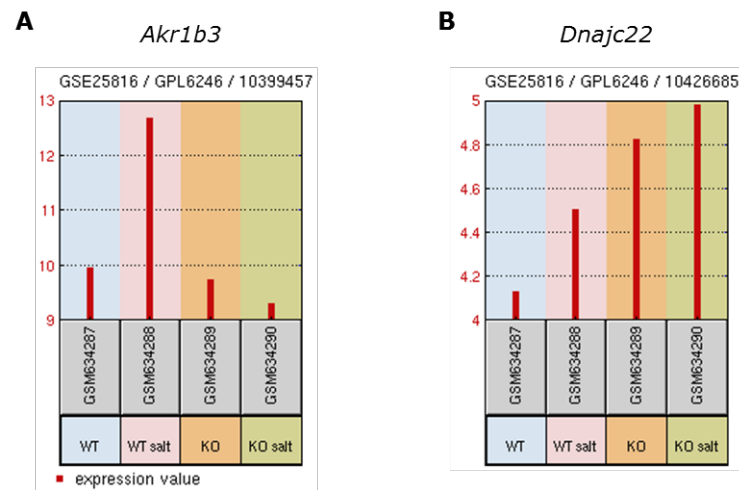 A
Akr1b3
GSE25816 / GPL6246 / 10399457
13
12
11
10
9
GSM634287
GSM634288
GSM634289
GSM634290
WT
WT salt
KO
KO salt
expression value
B
Dnajc22
GSE25816 / GPL6246 / 10426685
5
4.8
4.6
4.4
4.2
4
GSM634287
GSM634288
GSM634289
GSM634290
WT
WT salt
KO
KO salt